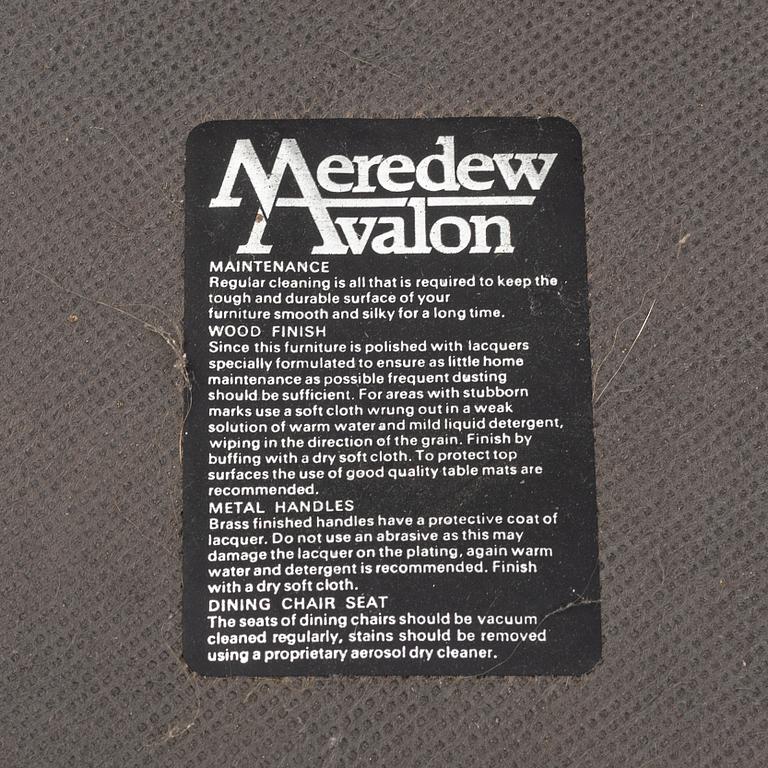 Meredew
Avalon
MAINTENANCE
Regular cleaning is all that is required to keep the
tough and durable surface of your
furniture smooth and silky for a long time.
WOOD FINISH
Since this furniture is polished with lacquers
specially formulated to ensure as little home
maintenance as possible frequent dusting
should be sufficient. For areas with stubborn
marks use a soft cloth wrung out in a weak
solution of warm water and mild liquid detergent,
wiping in the direction of the grain. Finish by
buffing with a dry soft cloth. To protect top
surfaces the use of good quality table mats are
recommended.
METAL HANDLES
Brass finished handles have a protective coat of
lacquer. Do not use an abrasive as this may
damage the lacquer on the plating, again warm
water and detergent is recommended. Finish
with a dry soft cloth.
DINING CHAIR SEAT
The seats of dining chairs should be vacuum
cleaned regularly, stains should be removed
using a proprietary aerosol dry cleaner.